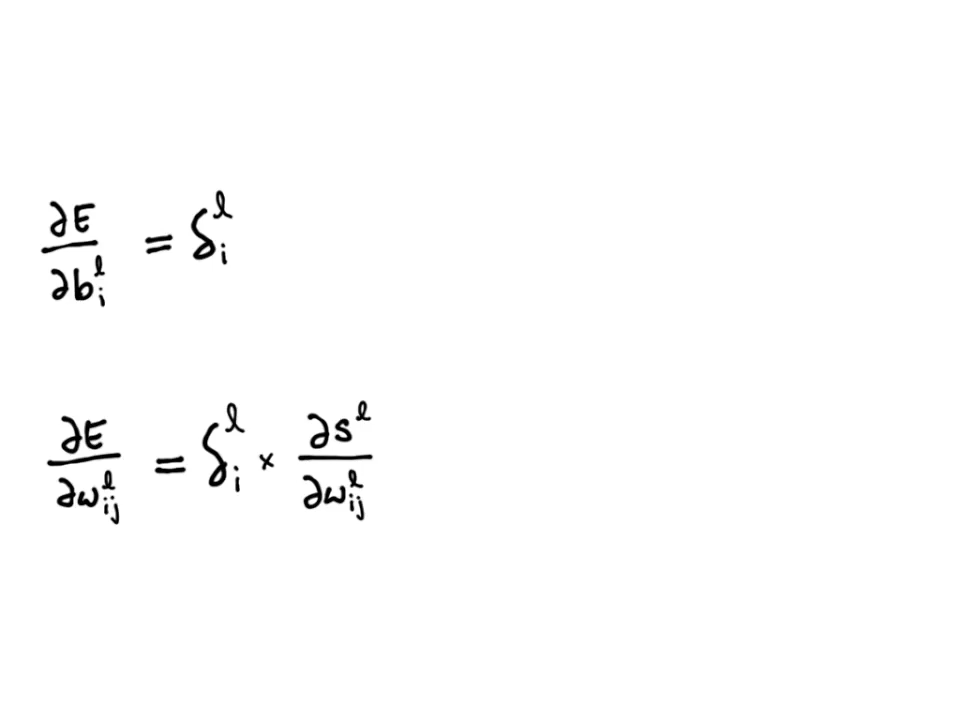 ∂E/∂b_i^l = δ_i^l
∂E/∂w_ij^l = δ_i^l × ∂s^l/∂w_ij^l